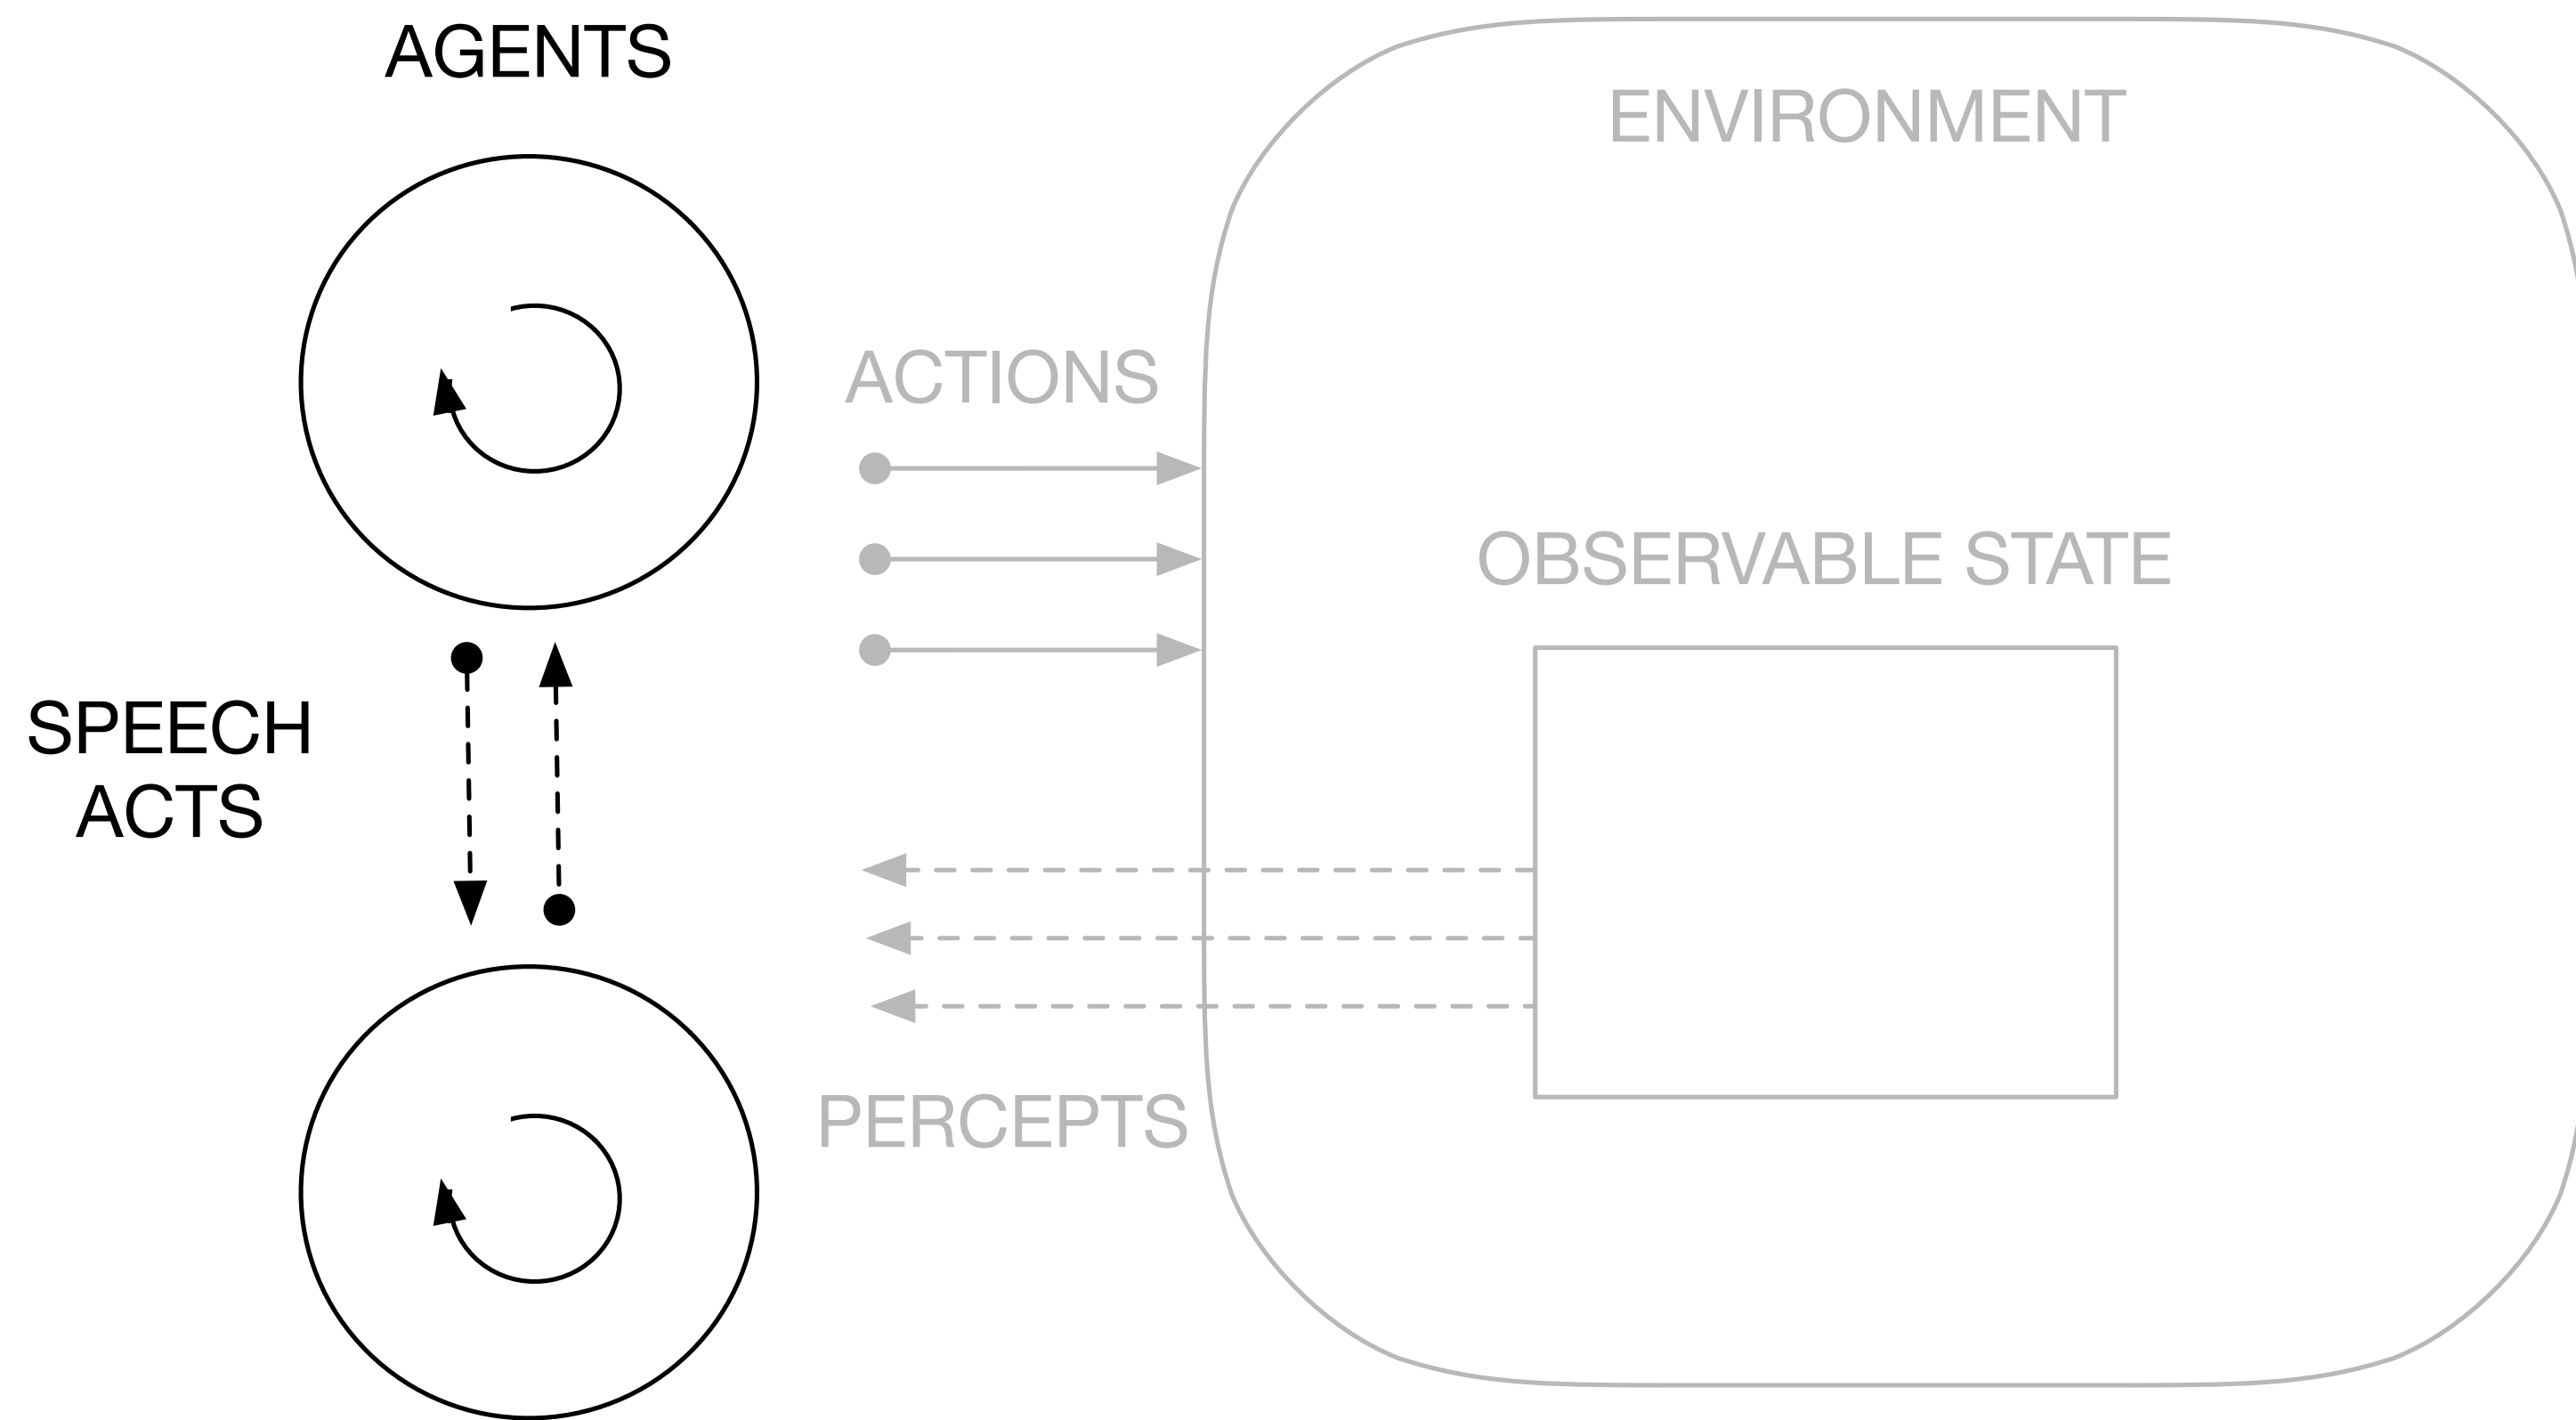 AGENTS
ENVIRONMENT
ACTIONS
OBSERVABLE STATE
SPEECH
ACTS
PERCEPTS